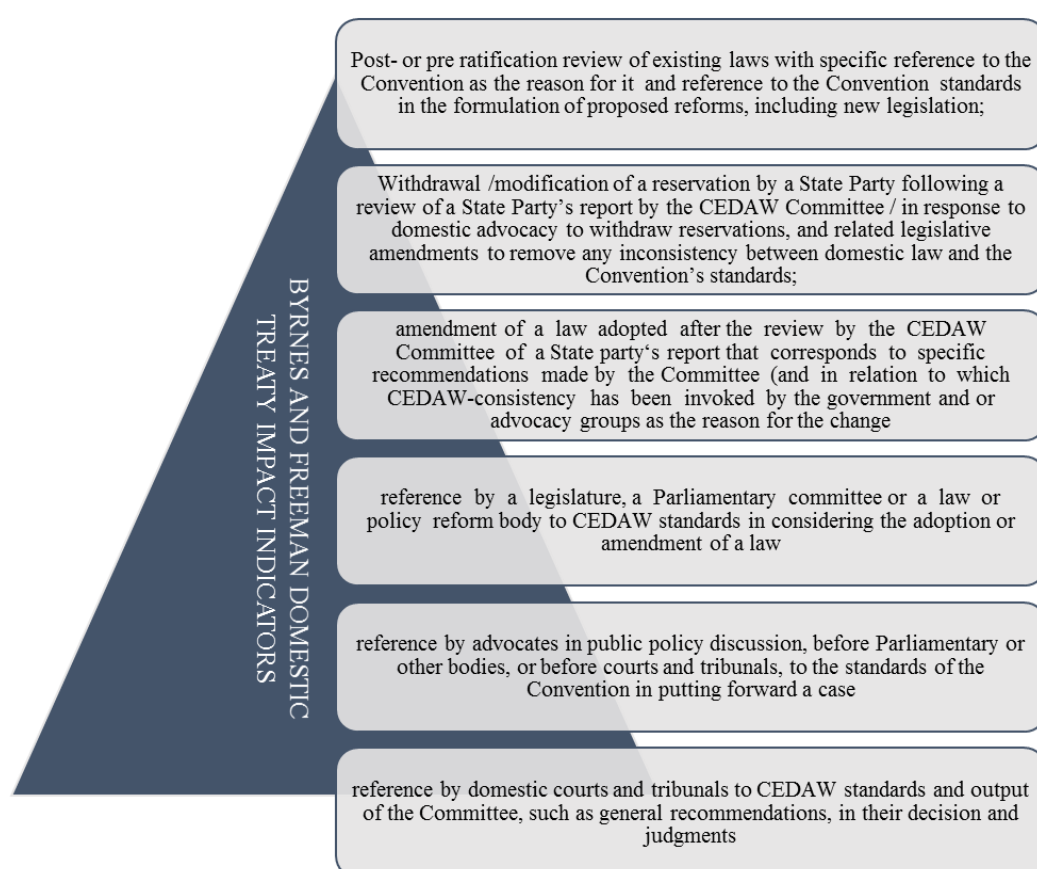 Post- or pre ratification review of existing laws with specific reference to the
Convention as the reason for it and reference to the Convention standards
in the formulation of proposed reforms, including new legislation;
Withdrawal /modification of a reservation by a State Party following a
review of a State Party's report by the CEDAW Committee / in response to
domestic advocacy to withdraw reservations, and related legislative
amendments to remove any inconsistency between domestic law and the
Convention's standards;
amendment of a law adopted after the review by the CEDAW
Committee of a State party‘s report that corresponds to specific
recommendations made by the Committee (and in relation to which
CEDAW-consistency has been invoked by the government and or
advocacy groups as the reason for the change
reference by a legislature, a Parliamentary committee or a law or
policy reform body to CEDAW standards in considering the adoption or
amendment of a law
reference by advocates in public policy discussion, before Parliamentary or
other bodies, or before courts and tribunals, to the standards of the
Convention in putting forward a case
reference by domestic courts and tribunals to CEDAW standards and output
of the Committee, such as general recommendations, in their decision and
judgments
BYRNES AND FREEMAN DOMESTIC
TREATY IMPACT INDICATORS